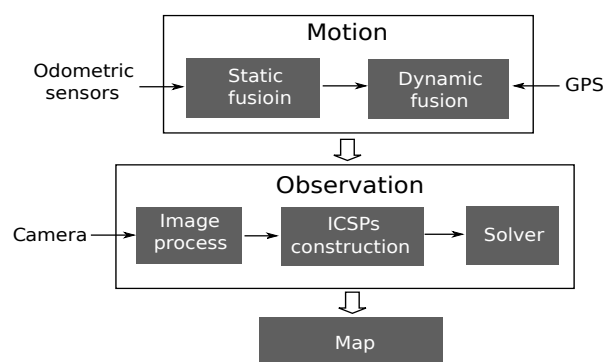 Motion
Odometric
sensors
Static
fusioin
Dynamic
fusion
GPS
Observation
Camera
Image
process
ICSPs
construction
Solver
Map